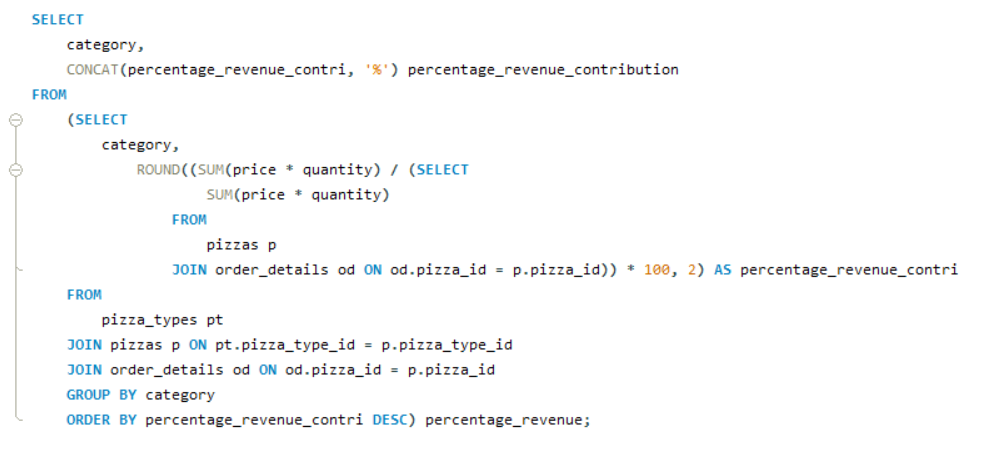 SELECT
category,
CONCAT(percentage_revenue_contri, '%') percentage_revenue_contribution
FROM
(SELECT
category,
ROUND((SUM(price * quantity) / (SELECT
SUM(price * quantity)
FROM
pizzas p
JOIN order_details od ON od.pizza_id = p.pizza_id)) * 100, 2) AS percentage_revenue_contri
FROM
pizza_types pt
JOIN pizzas p ON pt.pizza_type_id = p.pizza_type_id
JOIN order_details od ON od.pizza_id = p.pizza_id
GROUP BY category
ORDER BY percentage_revenue_contri DESC) percentage_revenue;